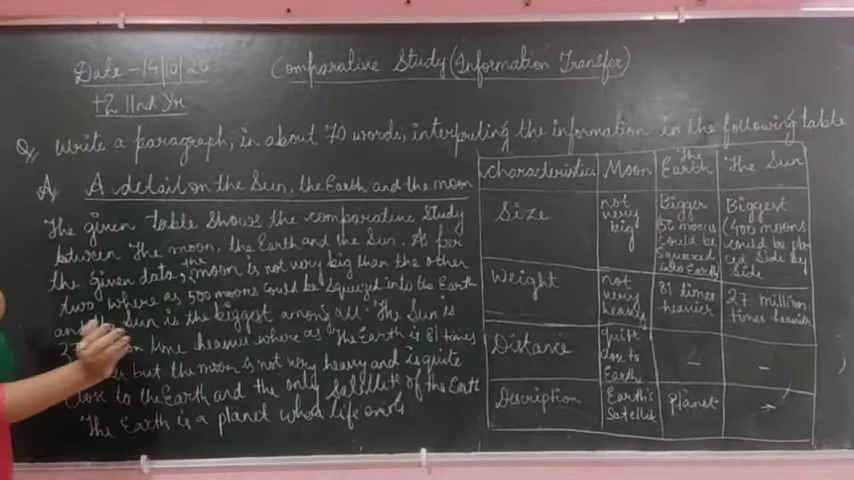 Date - 14/10/2
Comparative Study (Information Transfer)
+2 IInd Yr
Q. Write a paragraph, in about 70 words, interpreting the information in the following table
A. A detail on the Sun, the Earth and the moon
The given table shows the comparative study
between the moon, the Earth and the Sun. As per
the given data, the moon is not very big than the other
two where as 500 moons could be squeezed into the Earth
and the Sun is the biggest among all. The Sun is
time heavier where as the Earth is 81 times
but the moon is not very heavy and is quite
close to the Earth and the only satellite of the Earth
The Earth is a planet whose life exists
Characteristics Moon The Earth The Sun
Size not very big Bigger 50 moons could be squeezed into Earth Biggest (400 moons could be placed side by side
Weight not very heavy 81 times heavier 27 million times heavier
Distance quite close to Earth - -
Description Earth's Satellite Planet -